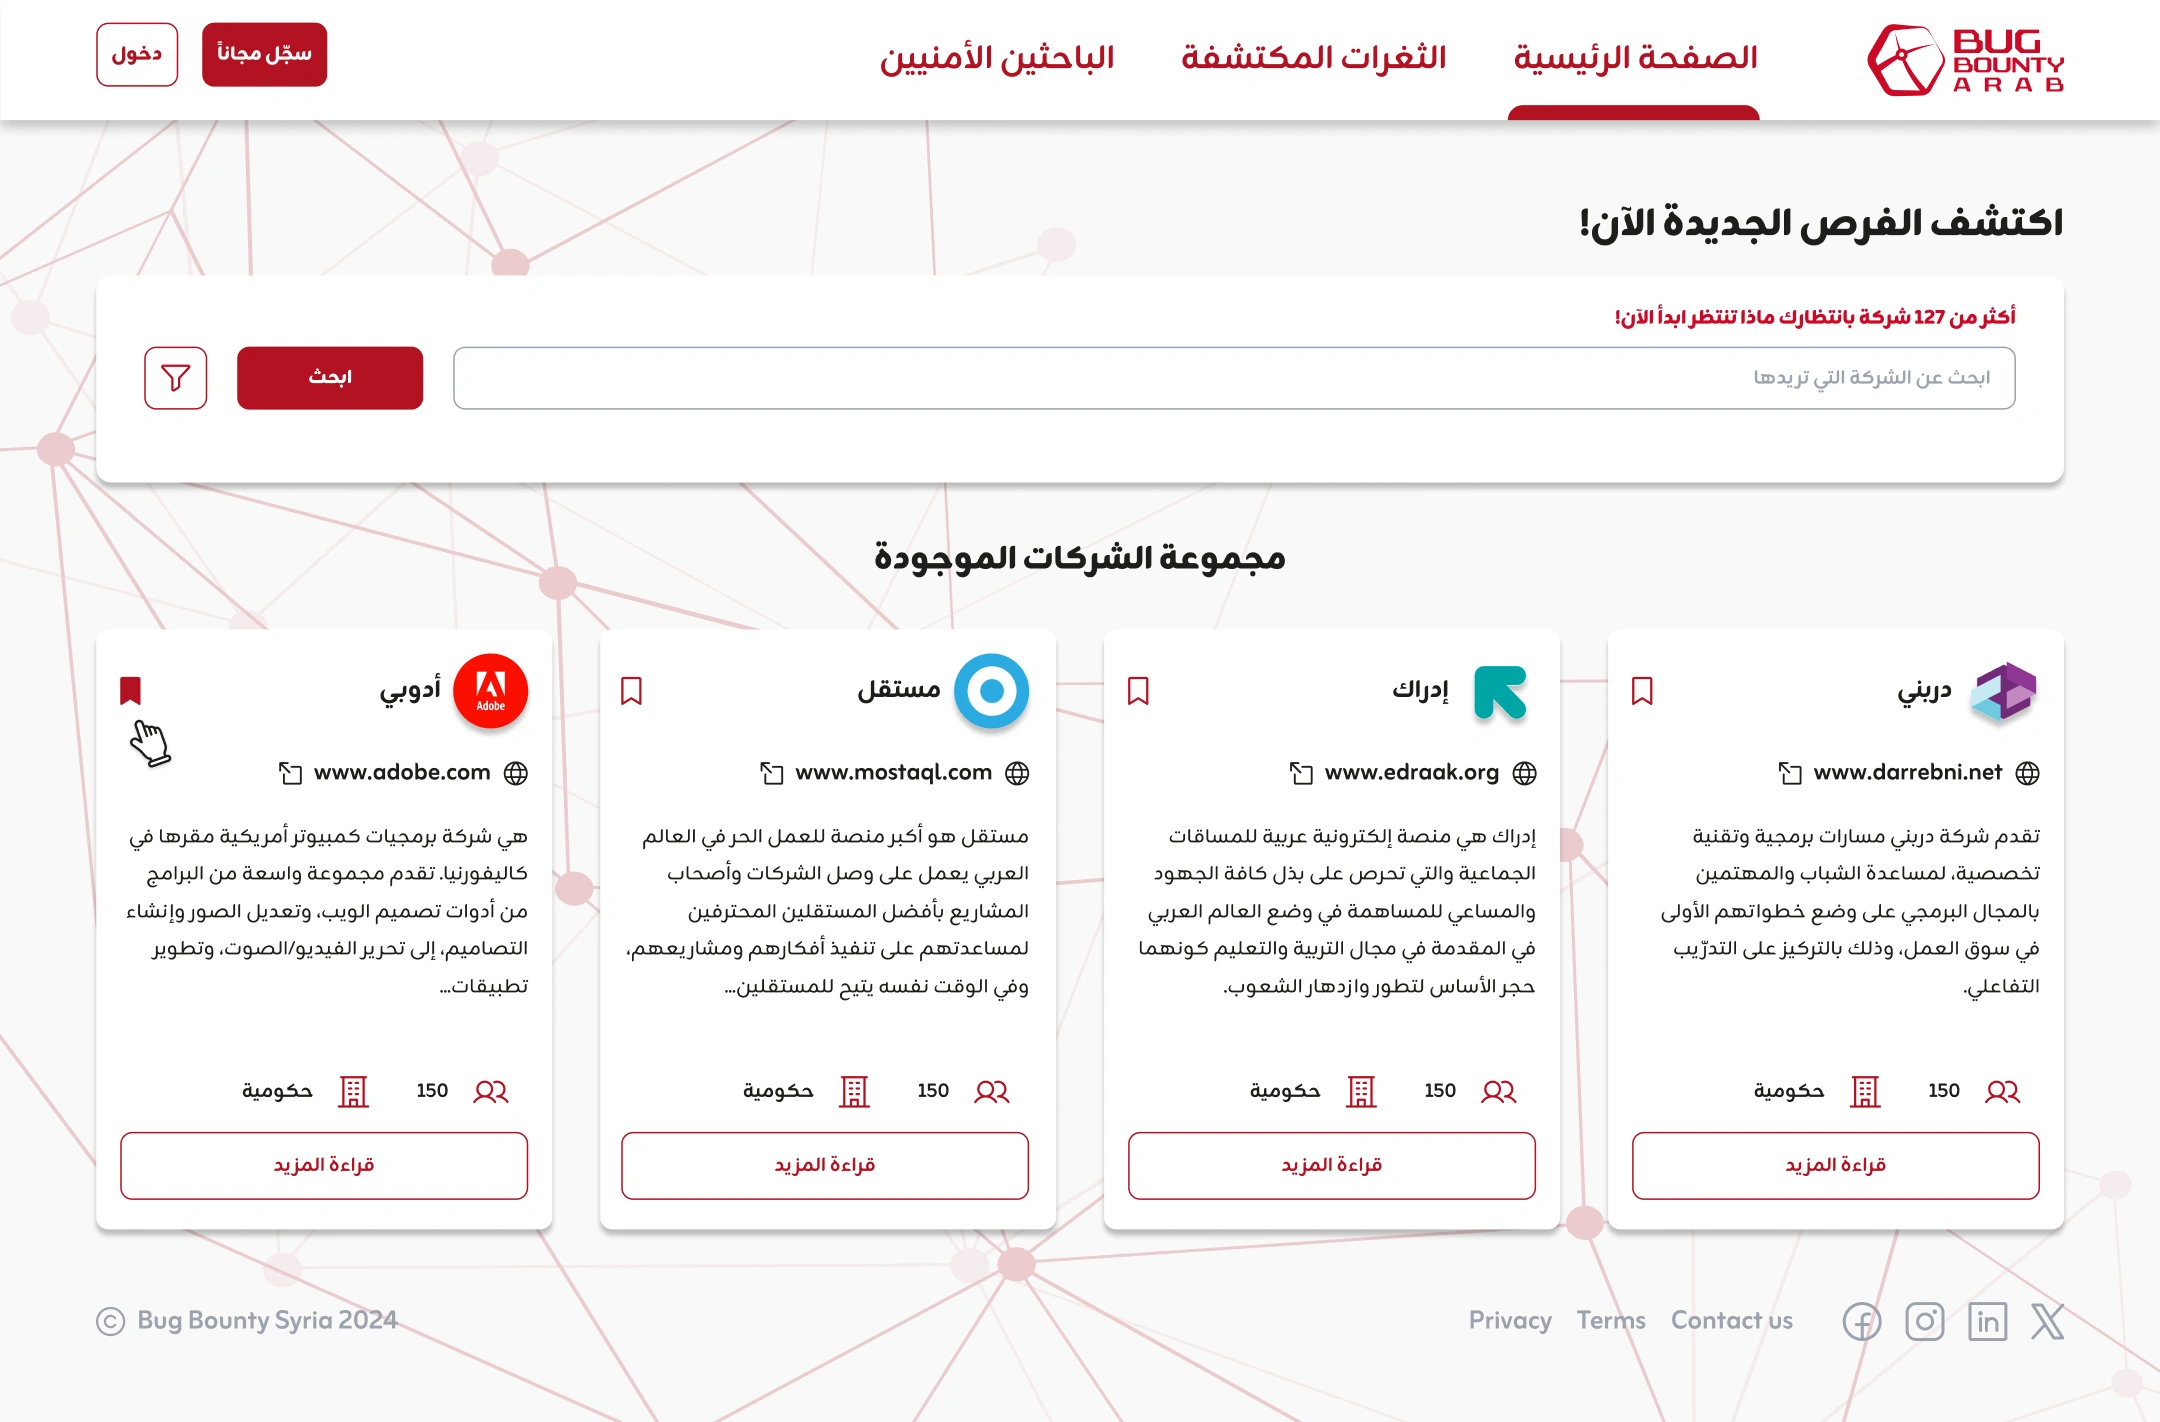 BUG
BOUNTY
ARAB
الصفحة الرئيسية
الثغرات المكتشفة
الباحثين الأمنيين
سجّل مجاناً
دخول
اكتشف الفرص الجديدة الآن!
أكثر من 127 شركة بانتظارك ماذا تنتظر ابدأ الآن!
ابحث عن الشركة التي تريدها
ابحث
مجموعة الشركات الموجودة
دربني
www.darrebni.net
تقدم شركة دربني مسارات برمجية وتقنية
تخصصية، لمساعدة الشباب والمهتمين
بالمجال البرمجي على وضع خطواتهم الأولى
في سوق العمل، وذلك بالتركيز على التدرّيب
التفاعلي.
150
حكومية
قراءة المزيد
إدراك
www.edraak.org
إدراك هي منصة إلكترونية عربية للمساقات
الجماعية والتي تحرص على بذل كافة الجهود
والمساعي للمساهمة في وضع العالم العربي
في المقدمة في مجال التربية والتعليم كونهما
حجر الأساس لتطور وازدهار الشعوب.
150
حكومية
قراءة المزيد
مستقل
www.mostaql.com
مستقل هو أكبر منصة للعمل الحر في العالم
العربي يعمل على وصل الشركات وأصحاب
المشاريع بأفضل المستقلين المحترفين
لمساعدتهم على تنفيذ أفكارهم ومشاريعهم،
وفي الوقت نفسه يتيح للمستقلين...
150
حكومية
قراءة المزيد
Adobe
أدوبي
www.adobe.com
هي شركة برمجيات كمبيوتر أمريكية مقرها في
كاليفورنيا. تقدم مجموعة واسعة من البرامج
من أدوات تصميم الويب، وتعديل الصور وإنشاء
التصاميم، إلى تحرير الفيديو/الصوت، وتطوير
تطبيقات...
150
حكومية
قراءة المزيد
© Bug Bounty Syria 2024
Privacy
Terms
Contact us